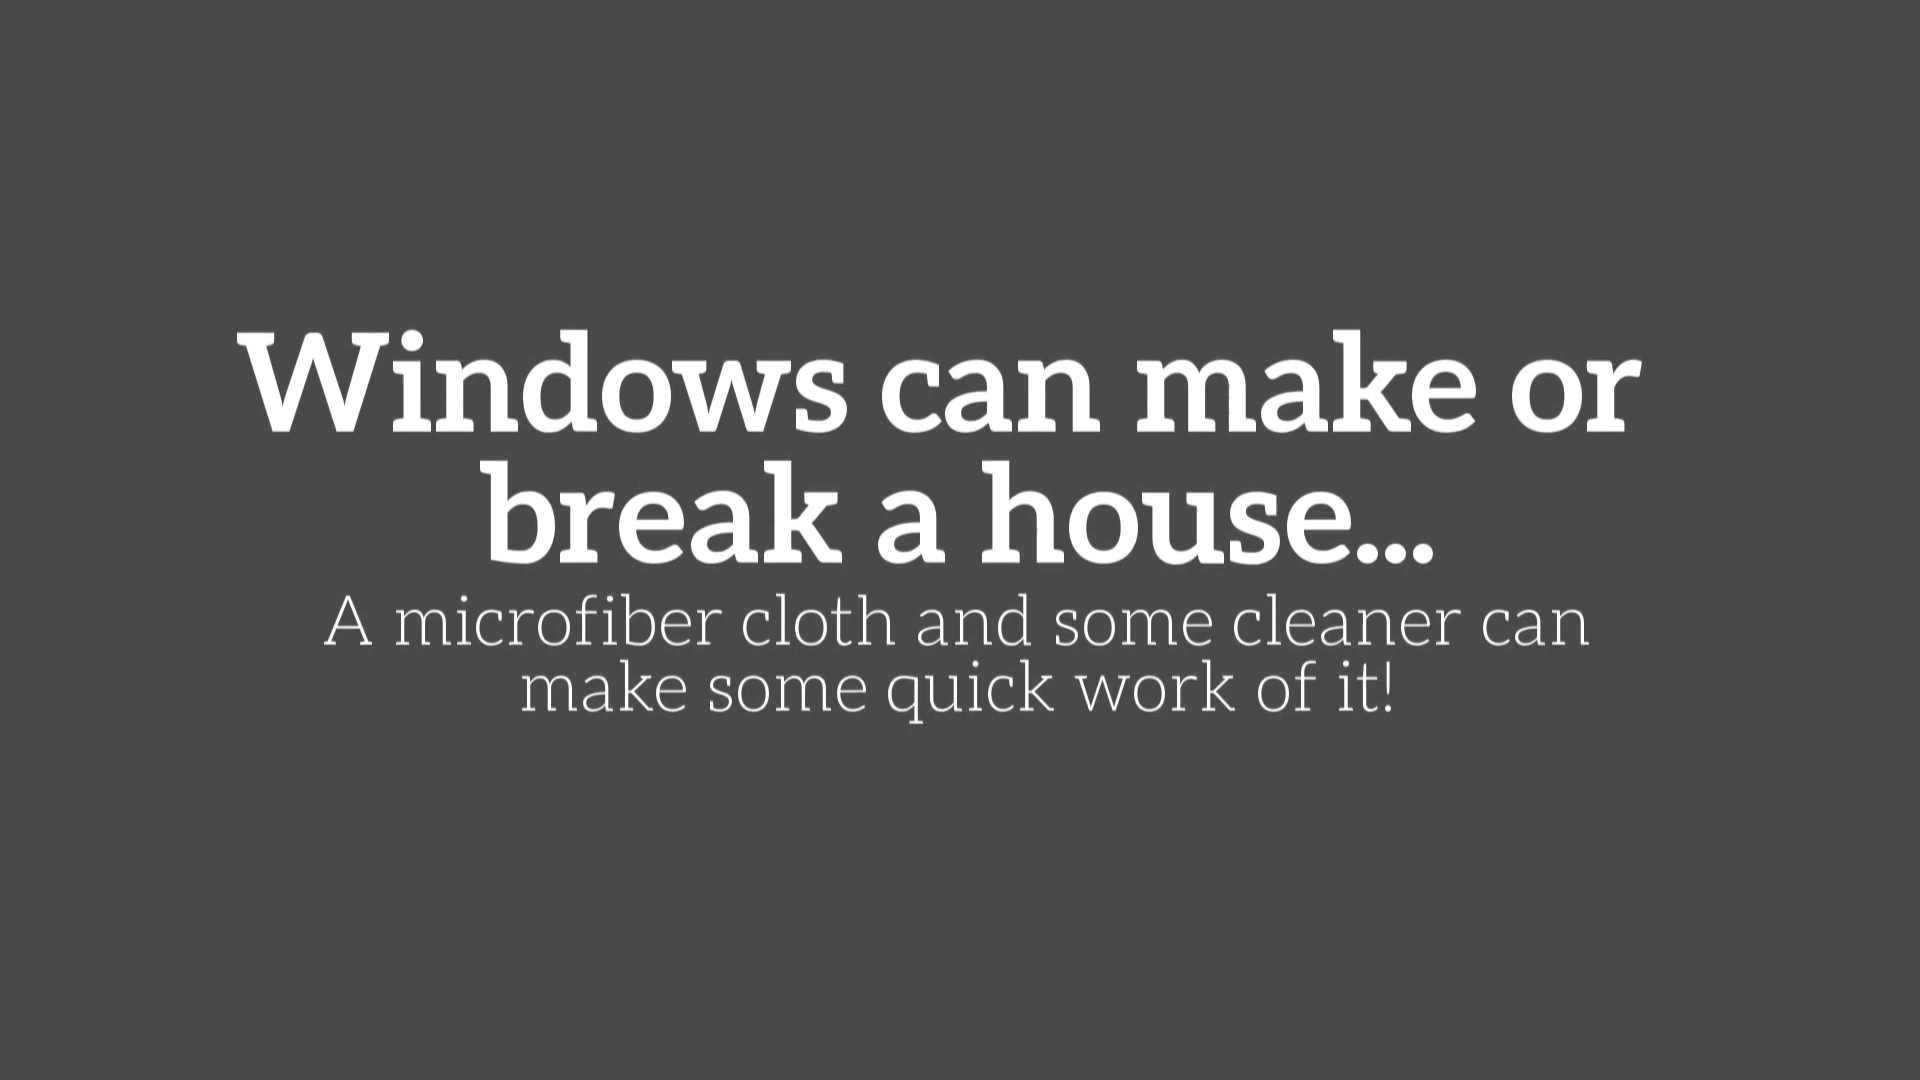 Windows can make or
break a house...
A microfiber cloth and some cleaner can
make some quick work of it!